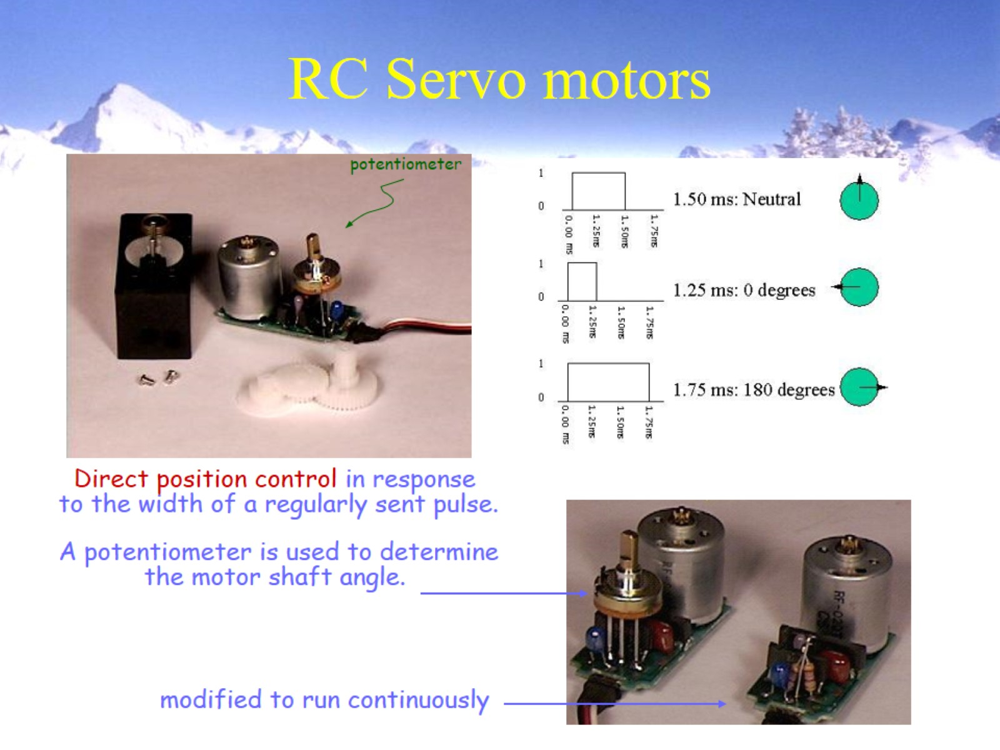 RC Servo motors
potentiometer
1
0
0.00 ms
1.25ms
1.50ms
1.75ms
1.50 ms: Neutral
1
0
0.00 ms
1.25ms
1.50ms
1.75ms
1.25 ms: 0 degrees
1
0
0.00 ms
1.25ms
1.50ms
1.75ms
1.75 ms: 180 degrees
Direct position control in response
to the width of a regularly sent pulse.
A potentiometer is used to determine
the motor shaft angle.
modified to run continuously